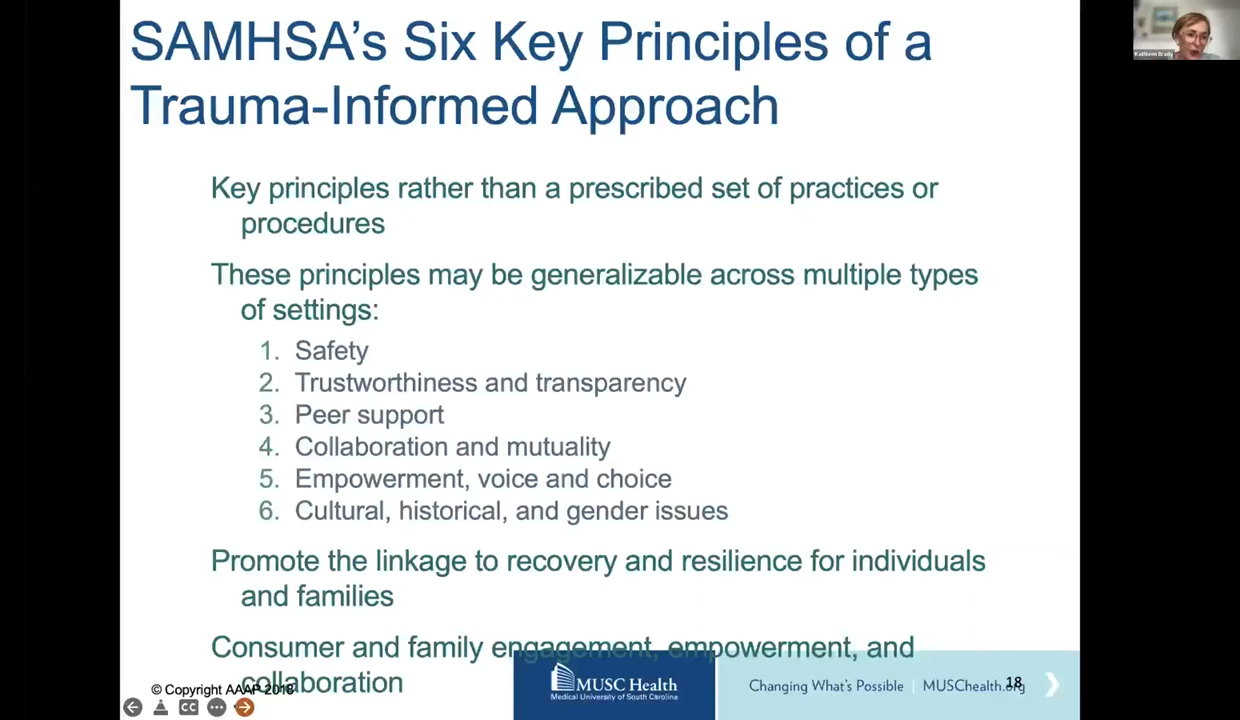 SAMHSA's Six Key Principles of a
Trauma-Informed Approach
Kathleen Brady
Key principles rather than a prescribed set of practices or
procedures
These principles may be generalizable across multiple types
of settings:
1. Safety
2. Trustworthiness and transparency
3. Peer support
4. Collaboration and mutuality
5. Empowerment, voice and choice
6. Cultural, historical, and gender issues
Promote the linkage to recovery and resilience for individuals
and families
Consumer and family engagement, empowerment, and
collaboration
© Copyright AAAP 2018
MUSC Health
Medical University of South Carolina
Changing What's Possible | MUSChealth.org
18
CC